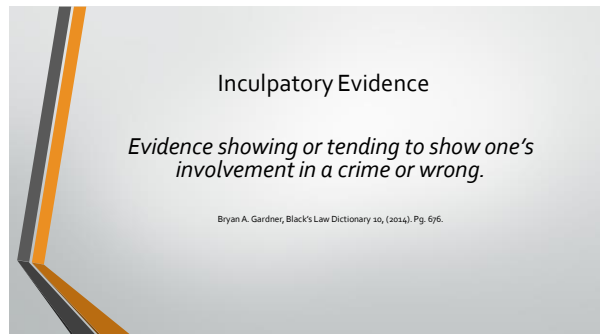 Inculpatory Evidence
Evidence showing or tending to show one’s
involvement in a crime or wrong.
Bryan A. Gardner, Black’s Law Dictionary 10, (2014). Pg. 676.